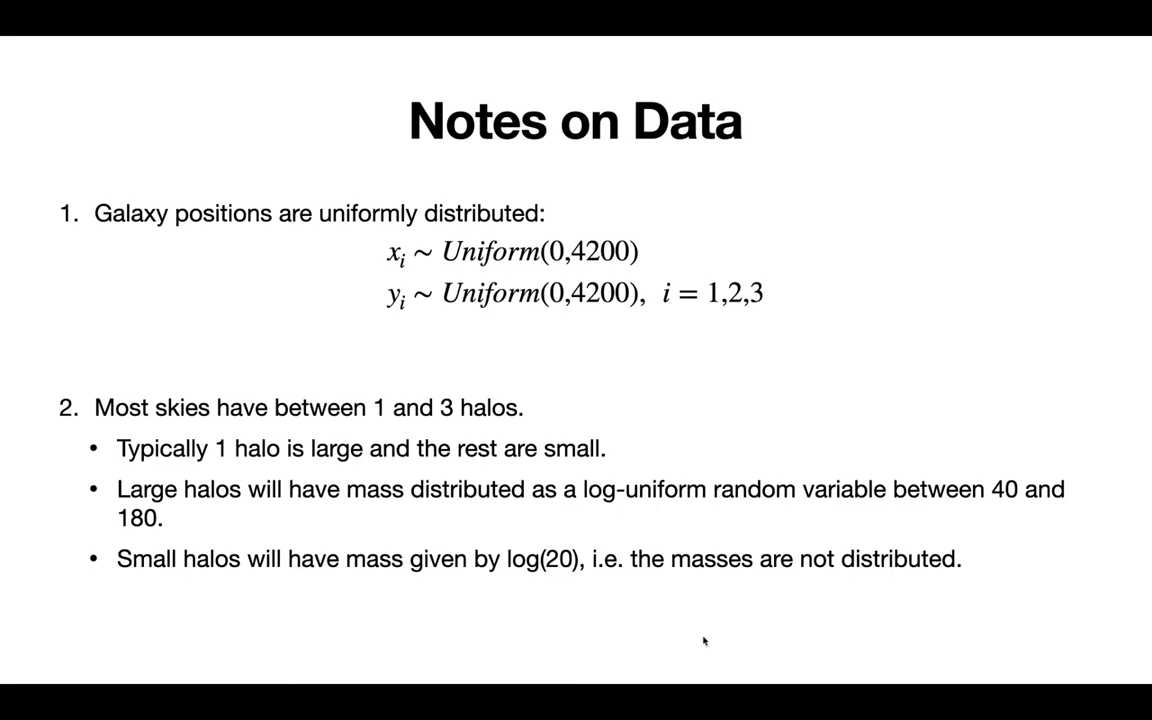 Notes on Data
1. Galaxy positions are uniformly distributed:
xᵢ ~ Uniform(0,4200)
yᵢ ~ Uniform(0,4200), i = 1,2,3
2. Most skies have between 1 and 3 halos.
• Typically 1 halo is large and the rest are small.
• Large halos will have mass distributed as a log-uniform random variable between 40 and
180.
• Small halos will have mass given by log(20), i.e. the masses are not distributed.